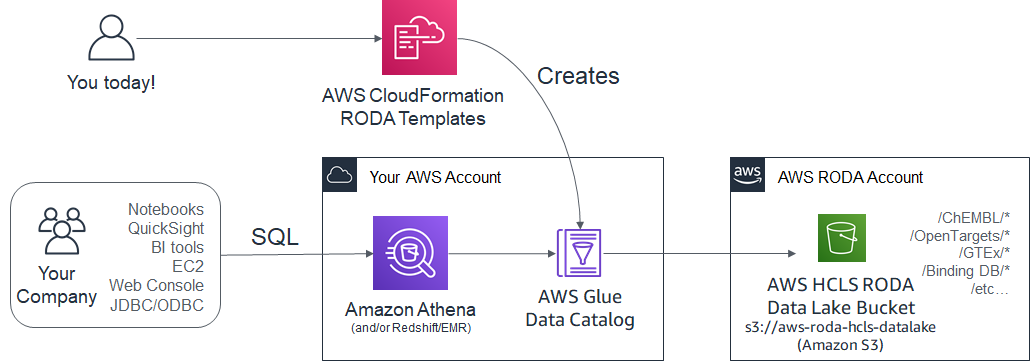 You today!
AWS CloudFormation
RODA Templates
Creates
Your AWS Account
aws
AWS RODA Account
Notebooks
QuickSight
BI tools
EC2
Web Console
JDBC/ODBC
Your
Company
SQL
Amazon Athena
(and/or Redshift/EMR)
AWS Glue
Data Catalog
/ChEMBL/*
/OpenTargets/*
/GTEx/*
/Binding DB/*
/etc…
AWS HCLS RODA
Data Lake Bucket
s3://aws-roda-hcls-datalake
(Amazon S3)